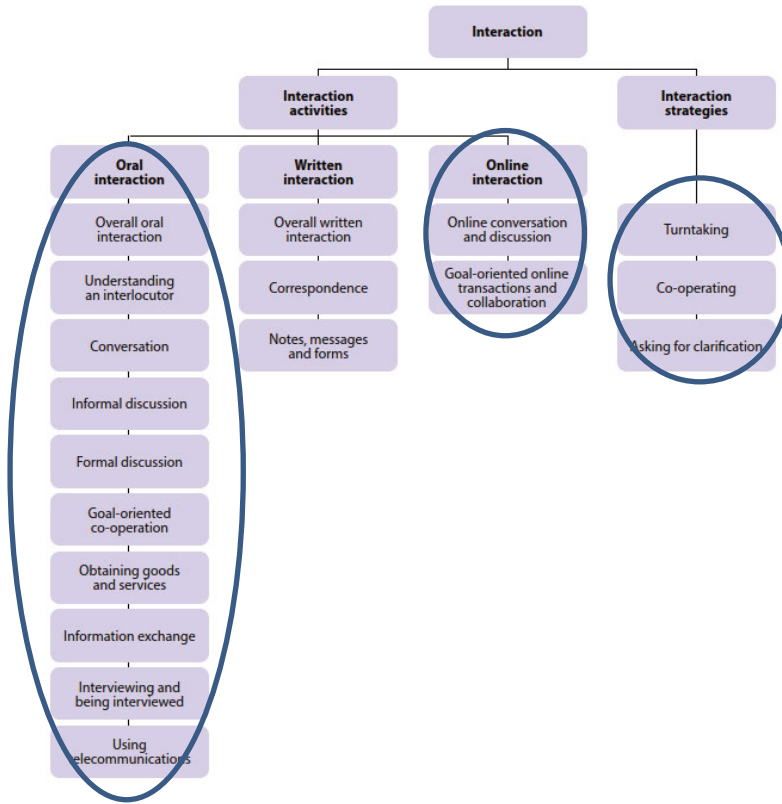 Interaction
Interaction
activities
Interaction
strategies
Oral
interaction
Written
interaction
Online
interaction
Overall oral
interaction
Overall written
interaction
Online conversation
and discussion
Turntaking
Understanding
an interlocutor
Correspondence
Goal-oriented online
transactions and
collaboration
Co-operating
Conversation
Notes, messages
and forms
Asking for clarification
Informal discussion
Formal discussion
Goal-oriented
co-operation
Obtaining goods
and services
Information exchange
Interviewing and
being interviewed
Using
telecommunications